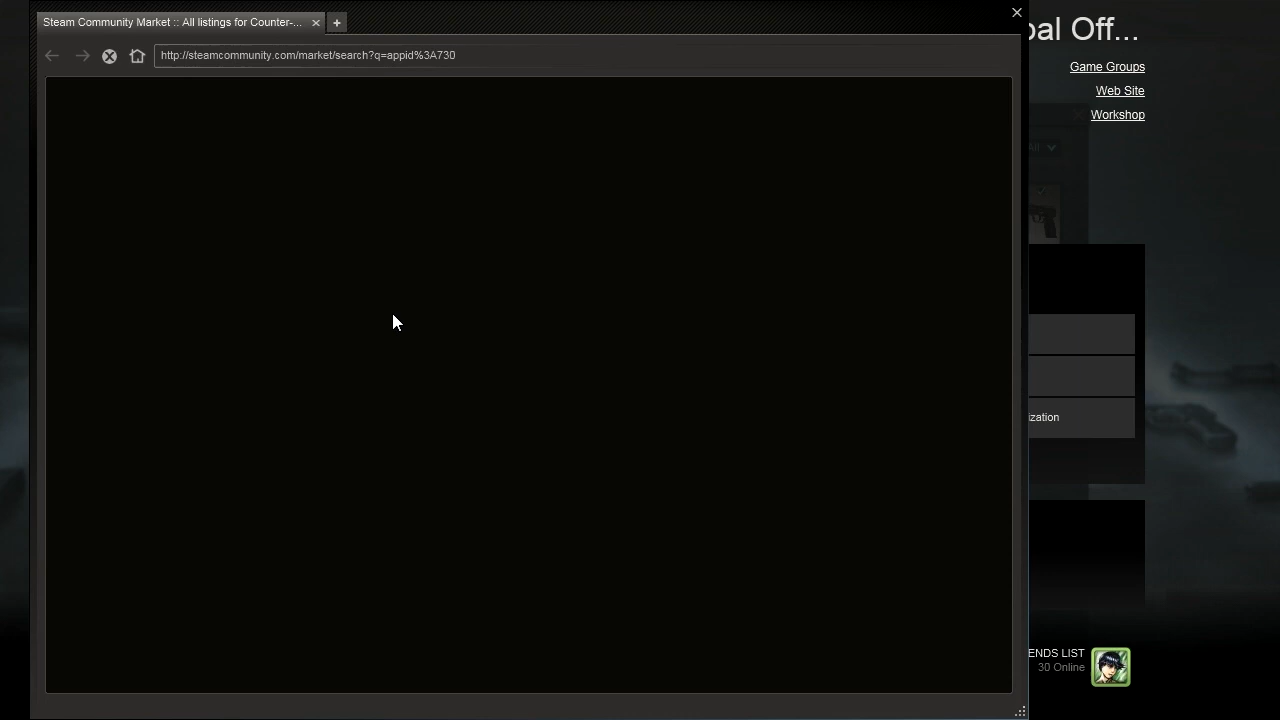 Steam Community Market :: All listings for Counter-...
http://steamcommunity.com/market/search?q=appid%3A730
bal Off...
Game Groups
Web Site
Workshop
All
ization
ENDS LIST
30 Online